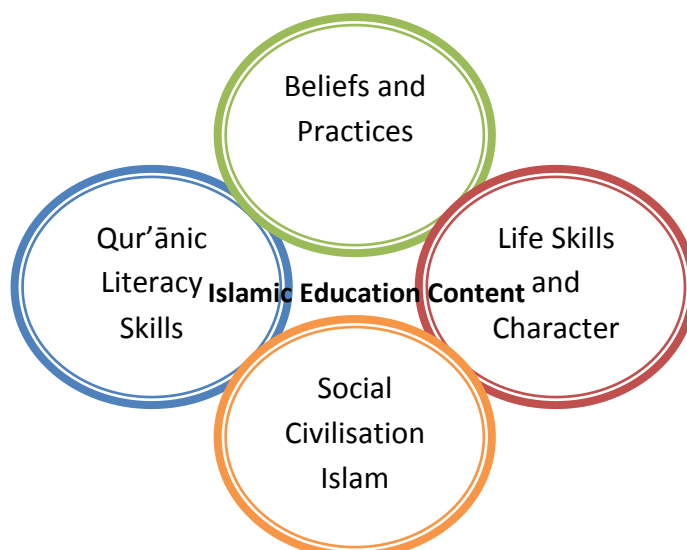 Beliefs and
Practices
Qur’ānic
Literacy
Skills
Islamic Education Content
Life Skills
and
Character
Social
Civilisation
Islam